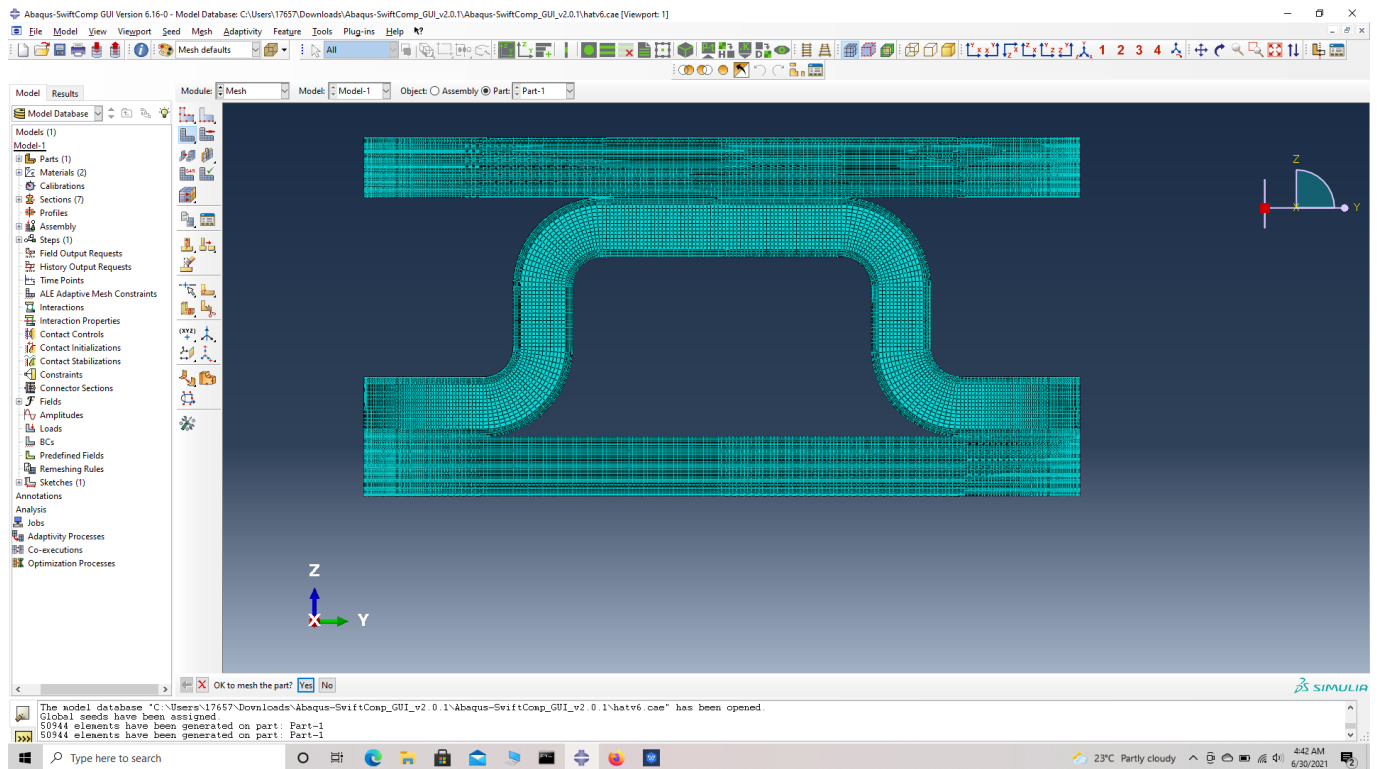 Abaqus-SwiftComp GUI Version 6.16-0 - Model Database: C:\Users\17657\Downloads\Abaqus-SwiftComp_GUI_v2.0.1\Abaqus-SwiftComp_GUI_v2.0.1\hatv6.cae [Viewport: 1]
File Model View Viewport Seed Mesh Adaptivity Feature Tools Plug-ins Help
Mesh defaults All 1 2 3 4
Model Results Module: Mesh Model: Model-1 Object: Assembly Part: Part-1
Model Database
Models (1)
Model-1
Parts (1)
Materials (2)
Calibrations
Sections (7)
Profiles
Assembly
Steps (1)
Field Output Requests
History Output Requests
Time Points
ALE Adaptive Mesh Constraints
Interactions
Interaction Properties
Contact Controls
Contact Initializations
Contact Stabilizations
Constraints
Connector Sections
Fields
Amplitudes
Loads
BCs
Predefined Fields
Remeshing Rules
Sketches (1)
Annotations
Analysis
Jobs
Adaptivity Processes
Co-executions
Optimization Processes
(XYZ)
Z
X Y
Z
X Y
OK to mesh the part? Yes No
SIMULIA
The model database "C:\Users\17657\Downloads\Abaqus-SwiftComp_GUI_v2.0.1\Abaqus-SwiftComp_GUI_v2.0.1\hatv6.cae" has been opened.
Global seeds have been assigned.
50944 elements have been generated on part: Part-1
50944 elements have been generated on part: Part-1
Type here to search
23°C Partly cloudy
4:42 AM
6/30/2021
2